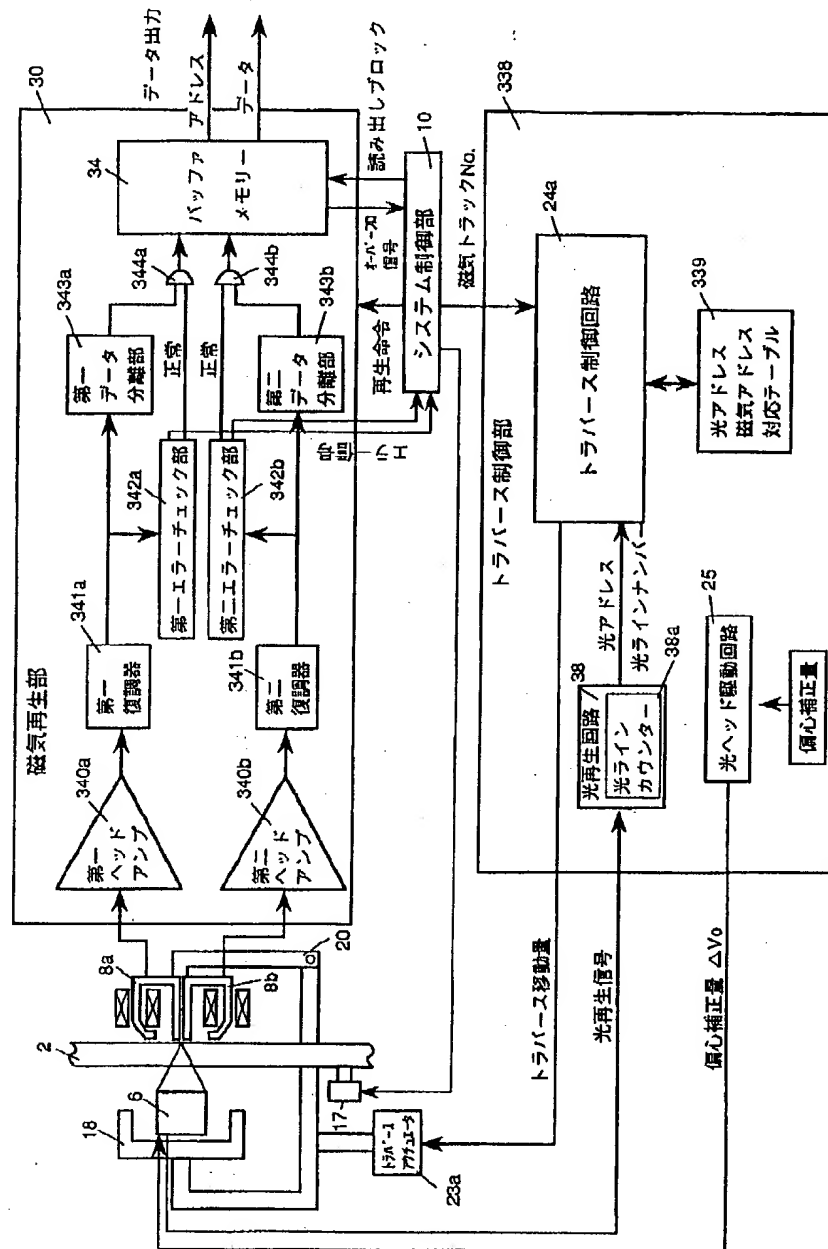 データ出力
アドレス
データ
30
34
バッファ
メモリー
344a
344b
343a
第一
データ
分離部
正常
正常
343b
第二
データ
分離部
342a
第一エラーチェック部
第二エラーチェック部
342b
エラー信号
341a
第一
復調器
341b
第二
復調器
磁気再生部
340a
第一
ヘッド
アンプ
340b
第二
ヘッド
アンプ
読み出しブロック
オーバーフロー
信号
再生命令
10
システム制御部
磁気トラックNo.
338
トラバース制御部
24a
トラバース制御回路
339
光アドレス
磁気アドレス
対応テーブル
光アドレス
光ラインナンバー
38
光再生回路
38a
光ライン
カウンター
25
光ヘッド駆動回路
偏心補正量
8a
8b
20
2
6
18
17
トラバース
アクチュエータ
23a
トラバース移動量
光再生信号
偏心補正量 ΔVo